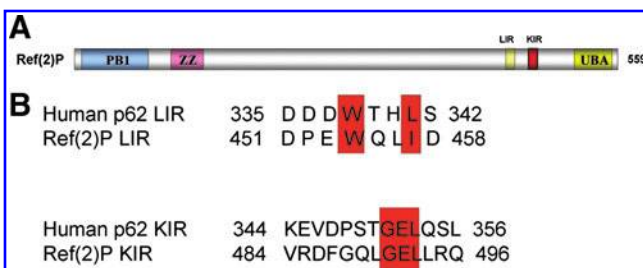 A
LIR KIR
Ref(2)P PB1 ZZ UBA 559
B
Human p62 LIR 335 D D D W T H L S 342
Ref(2)P LIR 451 D P E W Q L I D 458
Human p62 KIR 344 KEVDPSTGELQSL 356
Ref(2)P KIR 484 VRDFGQLGELLRQ 496